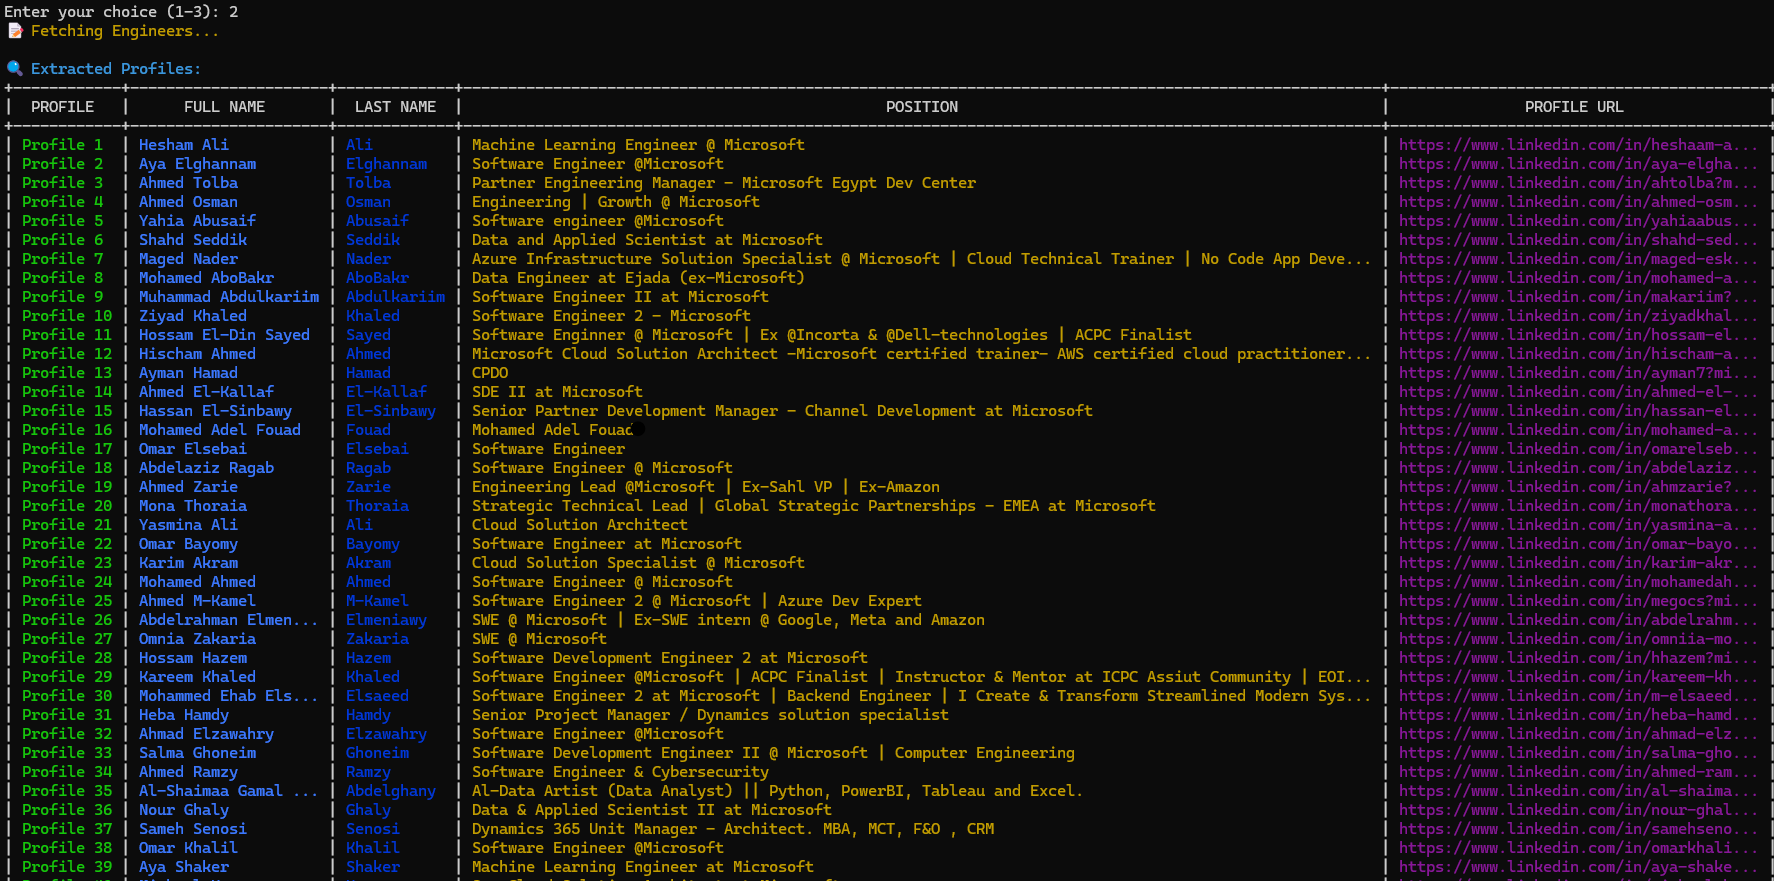 Enter your choice (1-3): 2
📝 Fetching Engineers...
🔍 Extracted Profiles:
| PROFILE | FULL NAME | LAST NAME | POSITION | PROFILE URL |
| Profile 1 | Hesham Ali | Ali | Machine Learning Engineer @ Microsoft | https://www.linkedin.com/in/heshaam-a... |
| Profile 2 | Aya Elghannam | Elghannam | Software Engineer @Microsoft | https://www.linkedin.com/in/aya-elgha... |
| Profile 3 | Ahmed Tolba | Tolba | Partner Engineering Manager - Microsoft Egypt Dev Center | https://www.linkedin.com/in/ahtolba?m... |
| Profile 4 | Ahmed Osman | Osman | Engineering | Growth @ Microsoft | https://www.linkedin.com/in/ahmed-osm... |
| Profile 5 | Yahia Abusaif | Abusaif | Software engineer @Microsoft | https://www.linkedin.com/in/yahiaabus... |
| Profile 6 | Shahd Seddik | Seddik | Data and Applied Scientist at Microsoft | https://www.linkedin.com/in/shahd-sed... |
| Profile 7 | Maged Nader | Nader | Azure Infrastructure Solution Specialist @ Microsoft | Cloud Technical Trainer | No Code App Deve... | https://www.linkedin.com/in/maged-esk... |
| Profile 8 | Mohamed AboBakr | AboBakr | Data Engineer at Ejada (ex-Microsoft) | https://www.linkedin.com/in/mohamed-a... |
| Profile 9 | Muhammad Abdulkariim | Abdulkariim | Software Engineer II at Microsoft | https://www.linkedin.com/in/makariim?... |
| Profile 10 | Ziyad Khaled | Khaled | Software Engineer 2 - Microsoft | https://www.linkedin.com/in/ziyadkhal... |
| Profile 11 | Hossam El-Din Sayed | Sayed | Software Enginner @ Microsoft | Ex @Incorta & @Dell-technologies | ACPC Finalist | https://www.linkedin.com/in/hossam-el... |
| Profile 12 | Hischam Ahmed | Ahmed | Microsoft Cloud Solution Architect -Microsoft certified trainer- AWS certified cloud practitioner... | https://www.linkedin.com/in/hischam-a... |
| Profile 13 | Ayman Hamad | Hamad | CPDO | https://www.linkedin.com/in/ayman7?mi... |
| Profile 14 | Ahmed El-Kallaf | El-Kallaf | SDE II at Microsoft | https://www.linkedin.com/in/ahmed-el-... |
| Profile 15 | Hassan El-Sinbawy | El-Sinbawy | Senior Partner Development Manager - Channel Development at Microsoft | https://www.linkedin.com/in/hassan-el... |
| Profile 16 | Mohamed Adel Fouad | Fouad | Mohamed Adel Fouad | https://www.linkedin.com/in/mohamed-a... |
| Profile 17 | Omar Elsebai | Elsebai | Software Engineer | https://www.linkedin.com/in/omarelseb... |
| Profile 18 | Abdelaziz Ragab | Ragab | Software Engineer @ Microsoft | https://www.linkedin.com/in/abdelaziz... |
| Profile 19 | Ahmed Zarie | Zarie | Engineering Lead @Microsoft | Ex-Sahl VP | Ex-Amazon | https://www.linkedin.com/in/ahmzarie?... |
| Profile 20 | Mona Thoraia | Thoraia | Strategic Technical Lead | Global Strategic Partnerships - EMEA at Microsoft | https://www.linkedin.com/in/monathora... |
| Profile 21 | Yasmina Ali | Ali | Cloud Solution Architect | https://www.linkedin.com/in/yasmina-a... |
| Profile 22 | Omar Bayomy | Bayomy | Software Engineer at Microsoft | https://www.linkedin.com/in/omar-bayo... |
| Profile 23 | Karim Akram | Akram | Cloud Solution Specialist @ Microsoft | https://www.linkedin.com/in/karim-akr... |
| Profile 24 | Mohamed Ahmed | Ahmed | Software Engineer @ Microsoft | https://www.linkedin.com/in/mohamedah... |
| Profile 25 | Ahmed M-Kamel | M-Kamel | Software Engineer 2 @ Microsoft | Azure Dev Expert | https://www.linkedin.com/in/megocs?mi... |
| Profile 26 | Abdelrahman Elmen... | Elmeniawy | SWE @ Microsoft | Ex-SWE intern @ Google, Meta and Amazon | https://www.linkedin.com/in/abdelrahm... |
| Profile 27 | Omnia Zakaria | Zakaria | SWE @ Microsoft | https://www.linkedin.com/in/omniia-mo... |
| Profile 28 | Hossam Hazem | Hazem | Software Development Engineer 2 at Microsoft | https://www.linkedin.com/in/hhazem?mi... |
| Profile 29 | Kareem Khaled | Khaled | Software Engineer @Microsoft | ACPC Finalist | Instructor & Mentor at ICPC Assiut Community | EOI... | https://www.linkedin.com/in/kareem-kh... |
| Profile 30 | Mohammed Ehab Els... | Elsaeed | Software Engineer 2 at Microsoft | Backend Engineer | I Create & Transform Streamlined Modern Sys... | https://www.linkedin.com/in/m-elsaeed... |
| Profile 31 | Heba Hamdy | Hamdy | Senior Project Manager / Dynamics solution specialist | https://www.linkedin.com/in/heba-hamd... |
| Profile 32 | Ahmad Elzawahry | Elzawahry | Software Engineer @Microsoft | https://www.linkedin.com/in/ahmad-elz... |
| Profile 33 | Salma Ghoneim | Ghoneim | Software Development Engineer II @ Microsoft | Computer Engineering | https://www.linkedin.com/in/salma-gho... |
| Profile 34 | Ahmed Ramzy | Ramzy | Software Engineer & Cybersecurity | https://www.linkedin.com/in/ahmed-ram... |
| Profile 35 | Al-Shaimaa Gamal ... | Abdelghany | Al-Data Artist (Data Analyst) || Python, PowerBI, Tableau and Excel. | https://www.linkedin.com/in/al-shaima... |
| Profile 36 | Nour Ghaly | Ghaly | Data & Applied Scientist II at Microsoft | https://www.linkedin.com/in/nour-ghal... |
| Profile 37 | Sameh Senosi | Senosi | Dynamics 365 Unit Manager - Architect. MBA, MCT, F&O , CRM | https://www.linkedin.com/in/samehseno... |
| Profile 38 | Omar Khalil | Khalil | Software Engineer @Microsoft | https://www.linkedin.com/in/omarkhali... |
| Profile 39 | Aya Shaker | Shaker | Machine Learning Engineer at Microsoft | https://www.linkedin.com/in/aya-shake... |